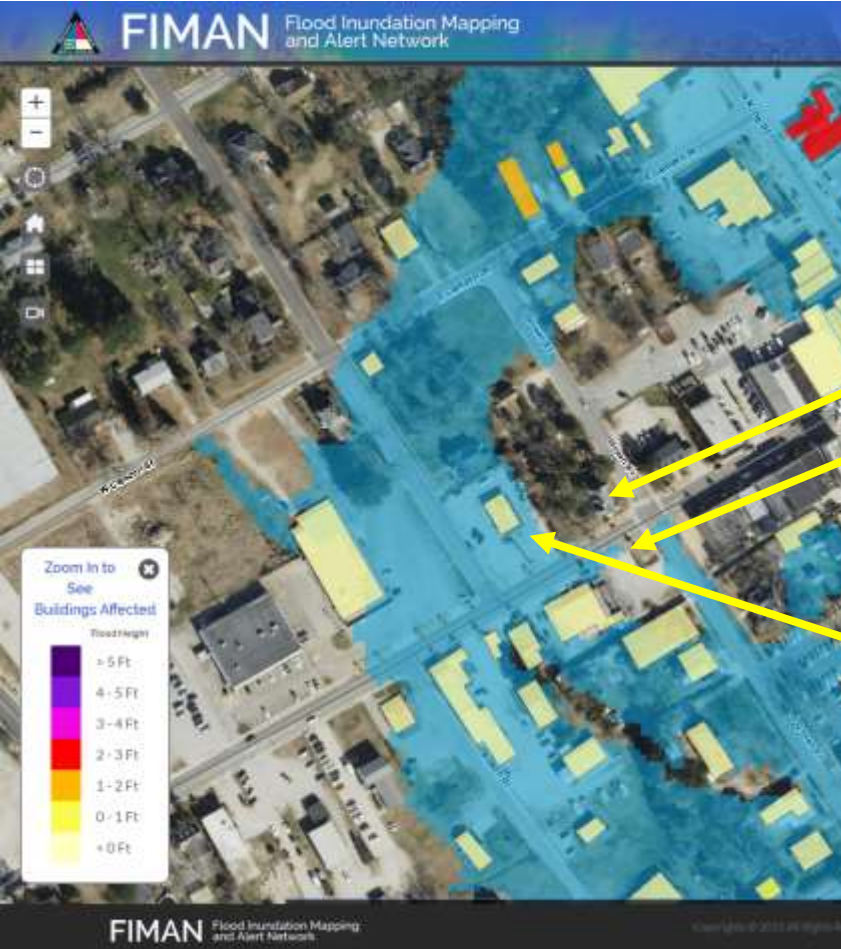 FIMAN Flood Inundation Mapping
and Alert Network
+
−
W Caswell St
Zoom In to
See
Buildings Affected
Flood Height
> 5 Ft
4 - 5 Ft
3 - 4 Ft
2 - 3 Ft
1 - 2 Ft
0 - 1 Ft
< 0 Ft
FIMAN Flood Inundation Mapping
and Alert Network